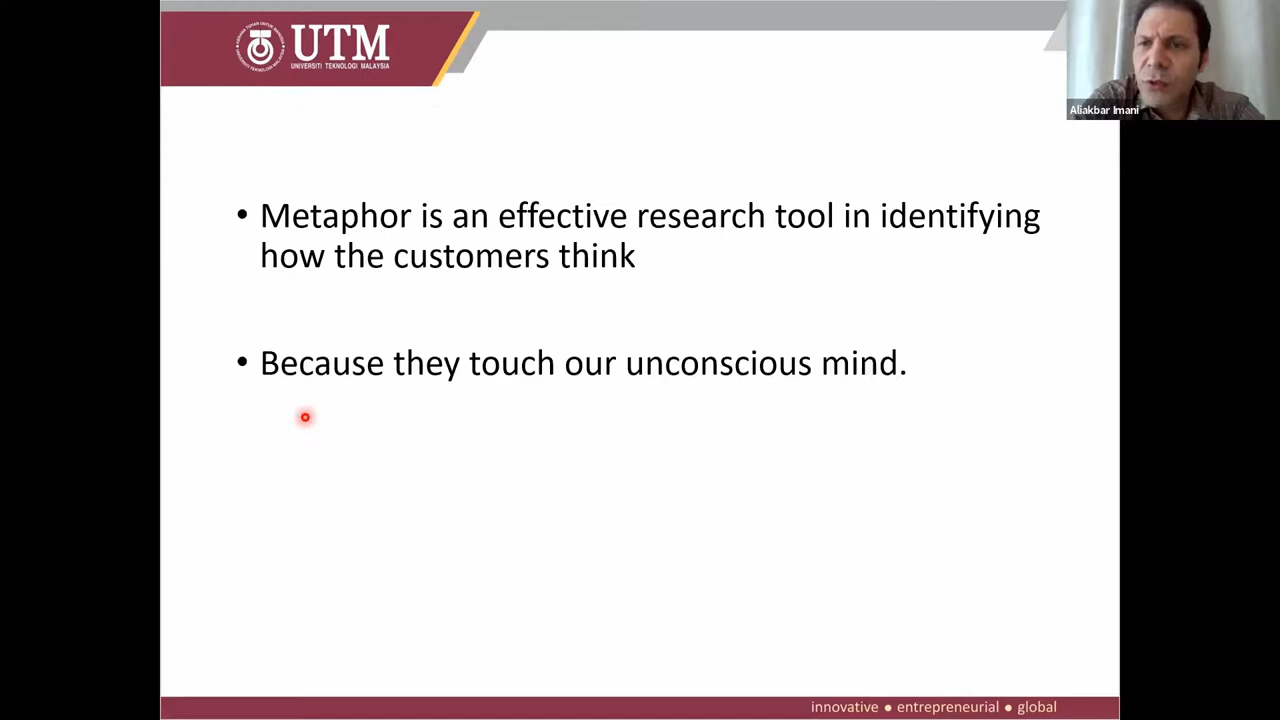 UTM
UNIVERSITI TEKNOLOGI MALAYSIA
Aliakbar Imani
• Metaphor is an effective research tool in identifying
how the customers think
• Because they touch our unconscious mind.
innovative ● entrepreneurial ● global